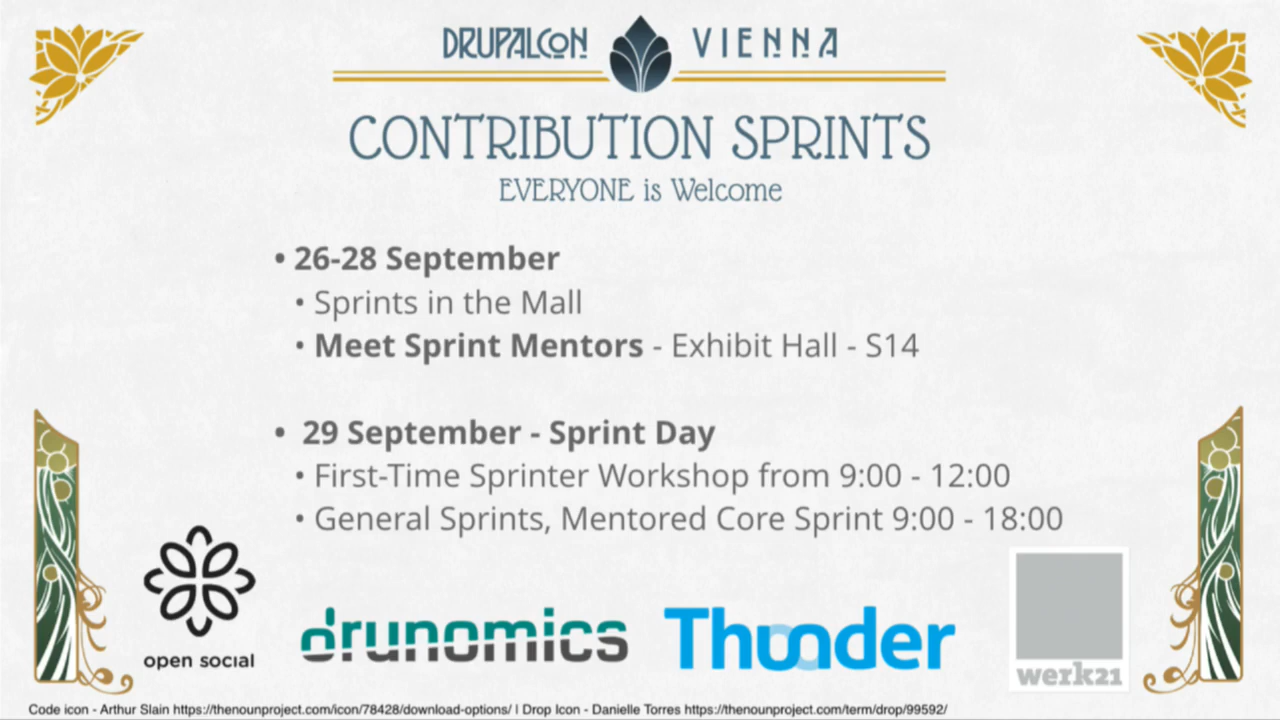 DRUPALCON VIENNA
CONTRIBUTION SPRINTS
EVERYONE is Welcome
• 26-28 September
• Sprints in the Mall
• Meet Sprint Mentors - Exhibit Hall - S14
• 29 September - Sprint Day
• First-Time Sprinter Workshop from 9:00 - 12:00
• General Sprints, Mentored Core Sprint 9:00 - 18:00
open social
drunomics
Thunder
werk21
Code icon - Arthur Slain https://thenounproject.com/icon/78428/download-options/ | Drop Icon - Danielle Torres https://thenounproject.com/term/drop/99592/